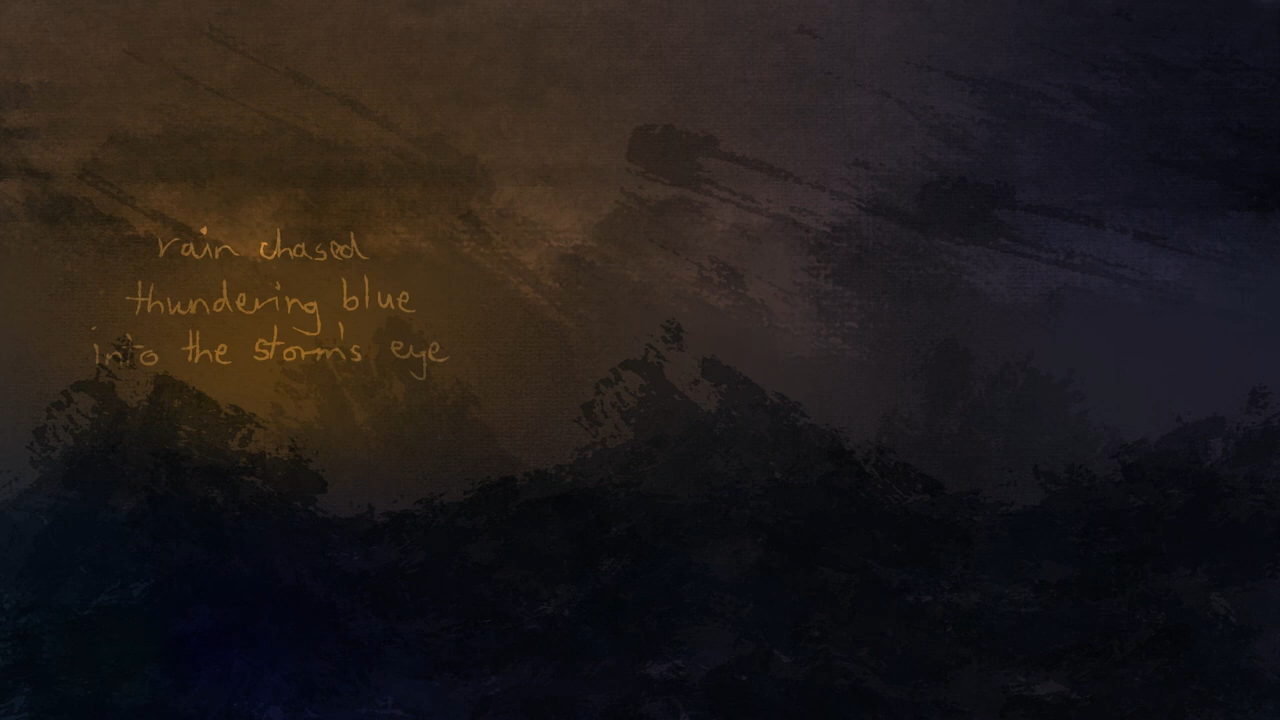 rain chased
thundering blue
into the storm's eye